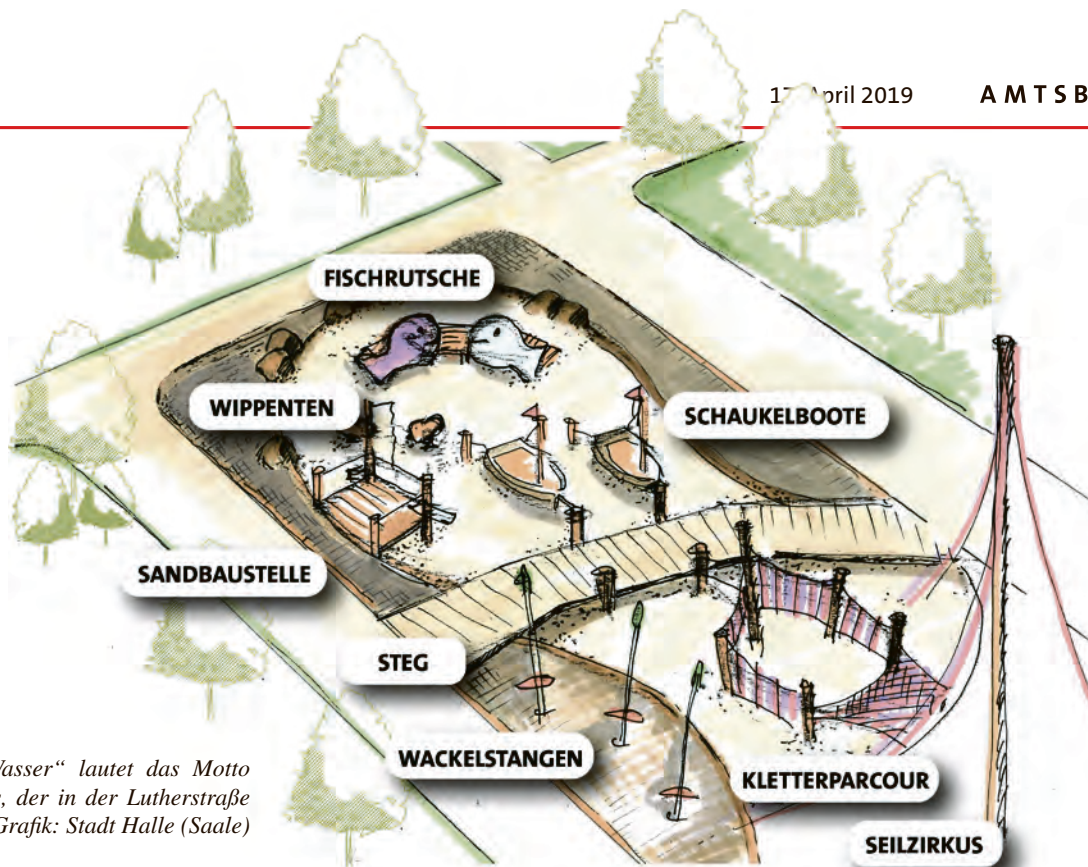 17. April 2019 AMTSB
FISCHRUTSCHE
WIPPENTEN
SCHAUKELBOOTE
SANDBAUSTELLE
STEG
WACKELSTANGEN
KLETTERPARCOUR
SEILZIRKUS
Wasser“ lautet das Motto
, der in der Lutherstraße
Grafik: Stadt Halle (Saale)